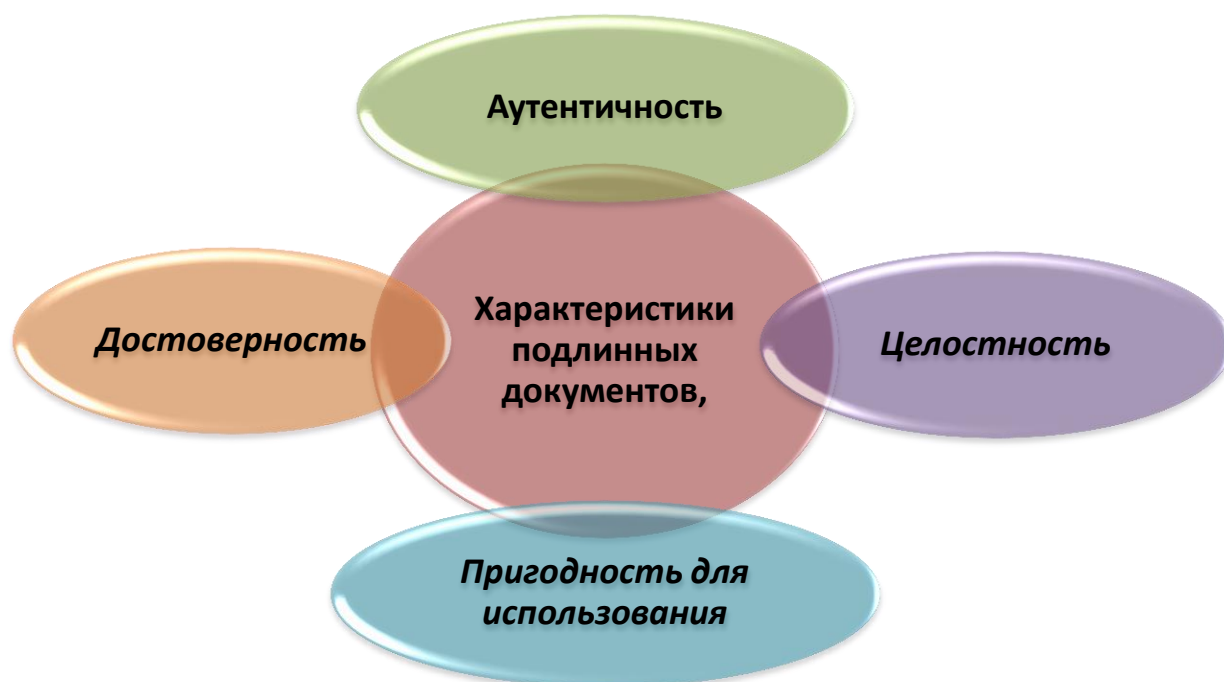 Аутентичность
Достоверность
Характеристики
подлинных
документов,
Целостность
Пригодность для
использования